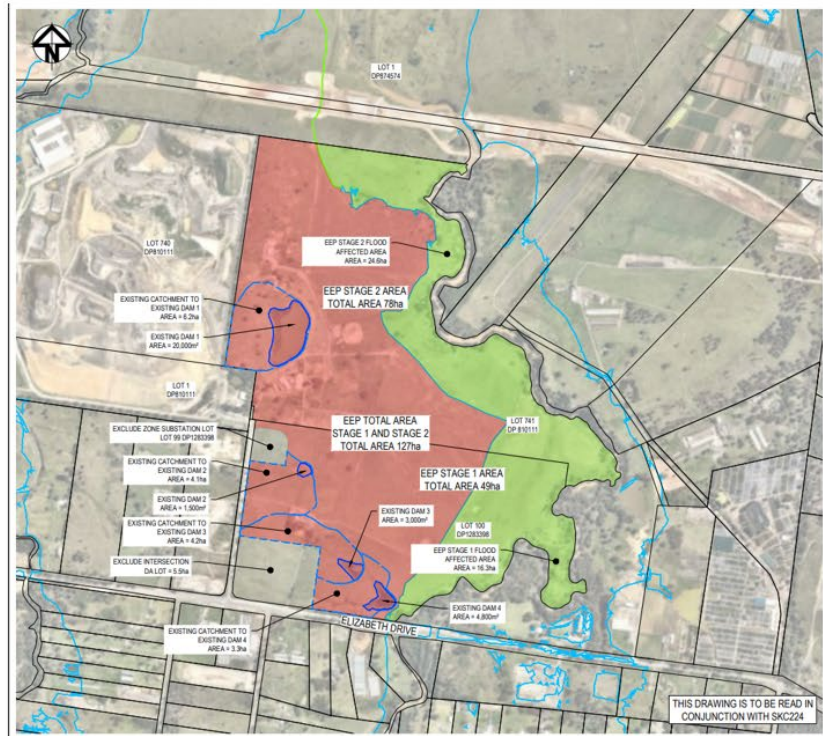 N
LOT 1
DP874574
LOT 740
DP810111
EEP STAGE 2 FLOOD
AFFECTED AREA
AREA = 24.6ha
EEP STAGE 2 AREA
TOTAL AREA 78ha
EXISTING CATCHMENT TO
EXISTING DAM 1
AREA = 6.2ha
EXISTING DAM 1
AREA = 20,000m²
LOT 1
DP810111
EXCLUDE ZONE SUBSTATION LOT
LOT 99 DP1283398
EEP TOTAL AREA
STAGE 1 AND STAGE 2
TOTAL AREA 127ha
LOT 741
DP 810111
EXISTING CATCHMENT TO
EXISTING DAM 2
AREA = 4.1ha
EEP STAGE 1 AREA
TOTAL AREA 49ha
EXISTING DAM 2
AREA = 1,500m²
EXISTING DAM 3
AREA = 3,000m²
EXISTING CATCHMENT TO
EXISTING DAM 3
AREA = 4.2ha
LOT 100
DP1283398
EXCLUDE INTERSECTION
DA LOT = 5.5ha
EEP STAGE 1 FLOOD
AFFECTED AREA
AREA = 16.3ha
EXISTING DAM 4
AREA = 4,800m²
ELIZABETH DRIVE
EXISTING CATCHMENT TO
EXISTING DAM 4
AREA = 3.3ha
THIS DRAWING IS TO BE READ IN
CONJUNCTION WITH SKC224